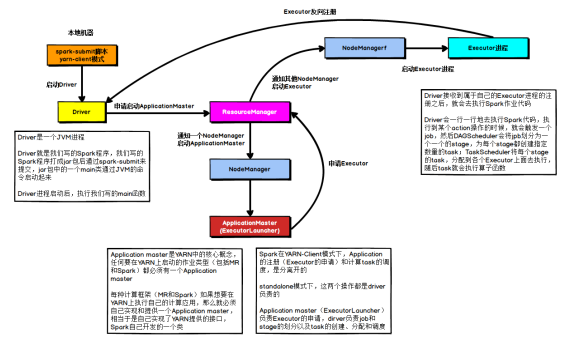 Executor反向注册
本地机器
spark-submit脚本
yarn-client模式
NodeManagerf
Executor进程
通知其他NodeManager
启动Executor
启动Executor进程
启动Driver
Driver
申请启动ApplicationMaster
ResourceManager
Driver接收到属于自己的Executor进程的注册之后，就会去执行Spark作业代码
Driver会一行一行地去执行Spark代码，执行到某个action操作的时候，就会触发一个job，然后DAGScheduler会将job划分为一个一个的stage，为每个stage都创建指定数量的task；TaskScheduler将每个stage的task，分配到各个Executor上面去执行，随后task就会执行算子函数
通知一个NodeManager
启动ApplicationMaster
申请Executor
Driver是一个JVM进程
Driver就是我们写的Spark程序，我们写的Spark程序打成jar包后通过spark-submit来提交，jar包中的一个main类通过JVM的命令启动起来
Driver进程启动后，执行我们写的main函数
NodeManager
ApplicationMaster
(ExecutorLauncher)
Application master是YARN中的核心概念，任何要在YARN上启动的作业类型（包括MR和Spark）都必须有一个Application master
每种计算框架（MR和Spark）如果想要在YARN上执行自己的计算应用，那么就必须自己实现和提供一个Application master，相当于是自己实现了YARN提供的接口，Spark自己开发的一个类
Spark在YARN-Client模式下，Application的注册（Executor的申请）和计算task的调度，是分离开的
standalone模式下，这两个操作都是driver负责的
Application master（ExecutorLauncher）负责Executor的申请，driver负责job和stage的划分以及task的创建、分配和调度